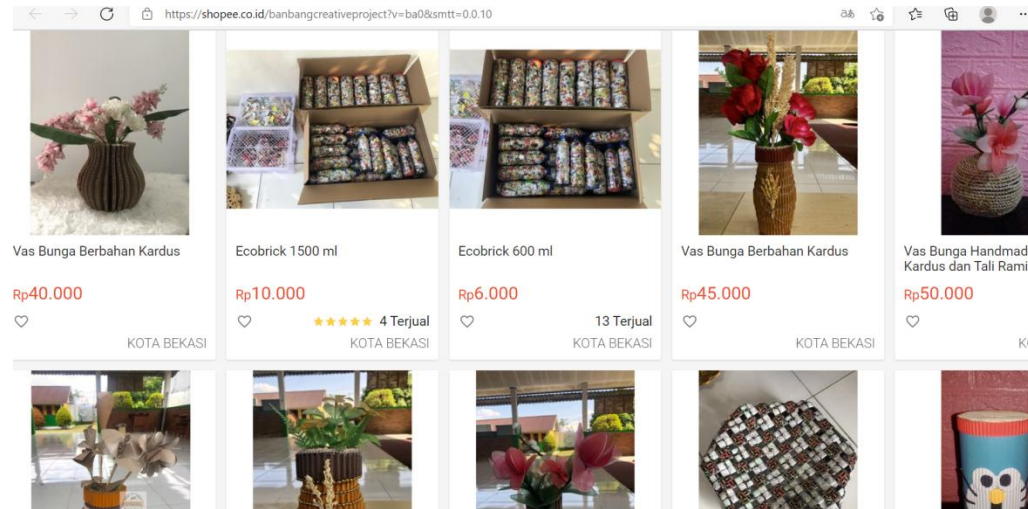 https://shopee.co.id/banbangcreativeproject?v=ba0&smtt=0.0.10
Vas Bunga Berbahan Kardus
Rp40.000
KOTA BEKASI
Ecobrick 1500 ml
Rp10.000
4 Terjual
KOTA BEKASI
Ecobrick 600 ml
Rp6.000
13 Terjual
KOTA BEKASI
Vas Bunga Berbahan Kardus
Rp45.000
KOTA BEKASI
Vas Bunga Handmad
Kardus dan Tali Rami
Rp50.000